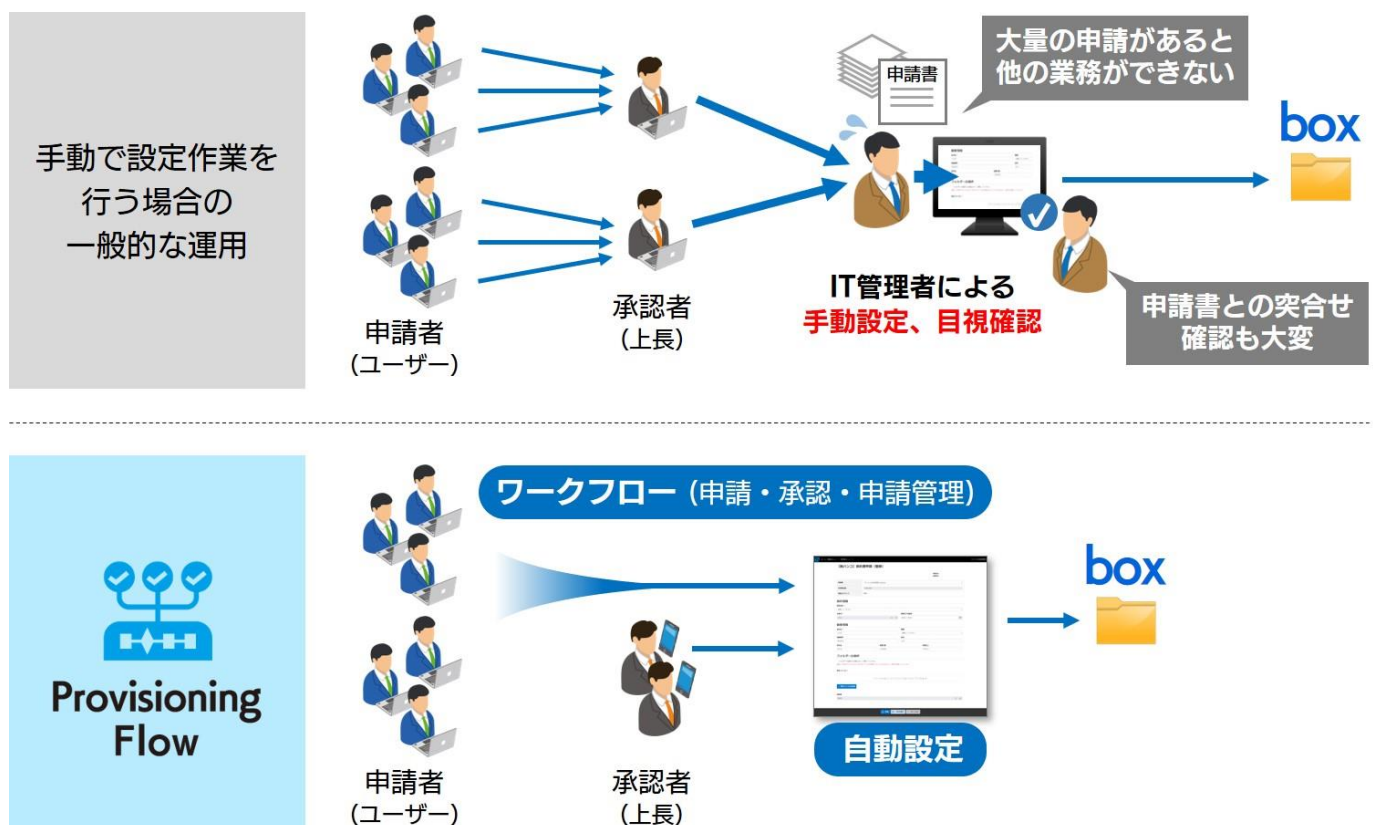 手動で設定作業を
行う場合の
一般的な運用
申請者
(ユーザー)
承認者
(上長)
申請書
大量の申請があると
他の業務ができない
IT管理者による
手動設定、目視確認
申請書との突合せ
確認も大変
box
Provisioning
Flow
ワークフロー (申請・承認・申請管理)
申請者
(ユーザー)
承認者
(上長)
自動設定
box